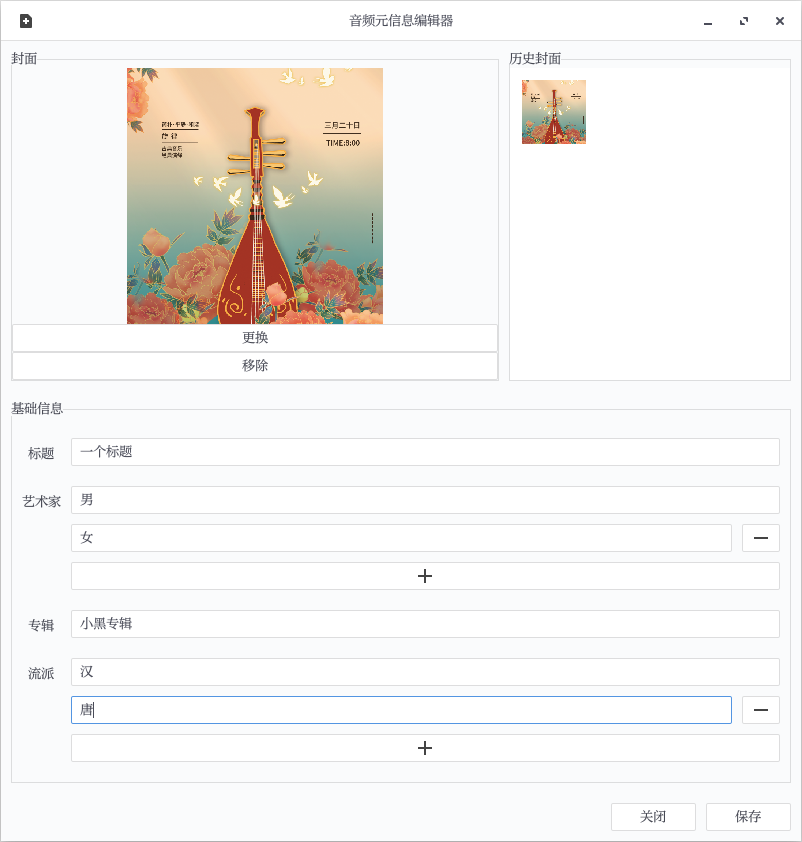 音频元信息编辑器
封面
历史封面
三月二十日
TIME:8:00
更换
移除
基础信息
标题
一个标题
艺术家
男
女
专辑
小黑专辑
流派
汉
唐
关闭
保存